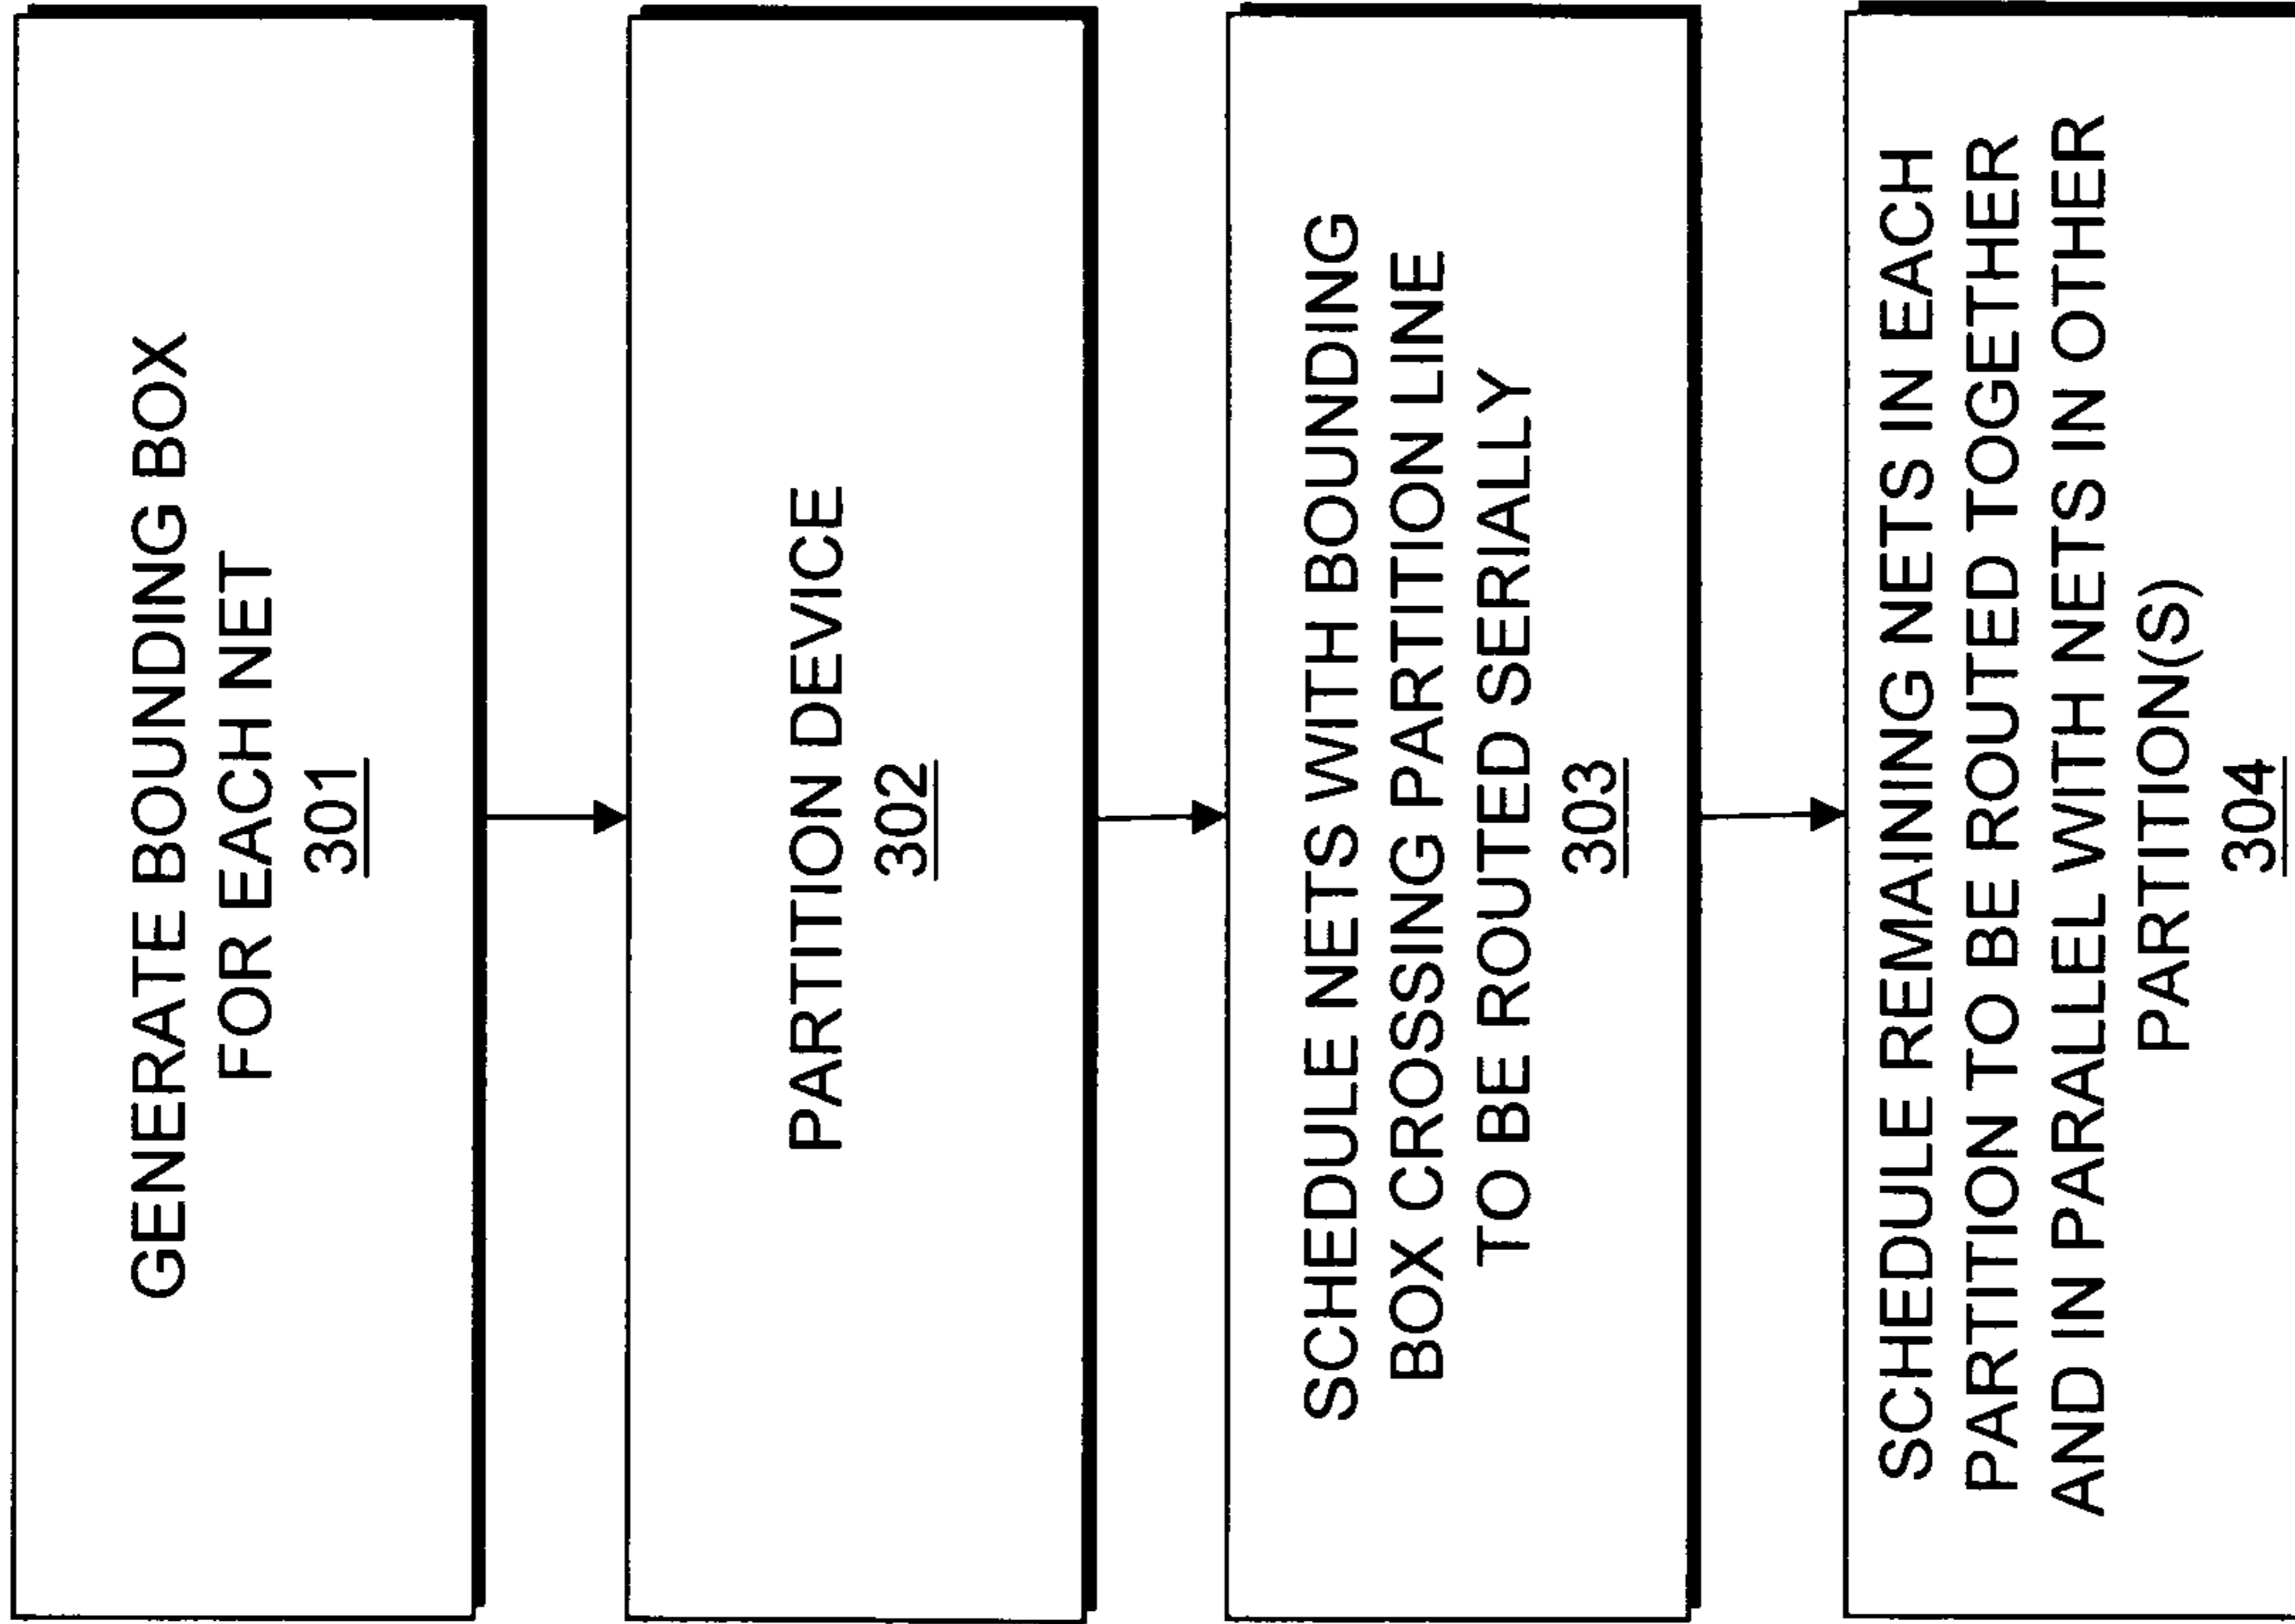 GENERATE BOUNDING BOX
FOR EACH NET
301
PARTITION DEVICE
302
SCHEDULE NETS WITH BOUNDING
BOX CROSSING PARTITION LINE
TO BE ROUTED SERIALLY
303
SCHEDULE REMAINING NETS IN EACH
PARTITION TO BE ROUTED TOGETHER
AND IN PARALLEL WITH NETS IN OTHER
PARTITION(S)
304